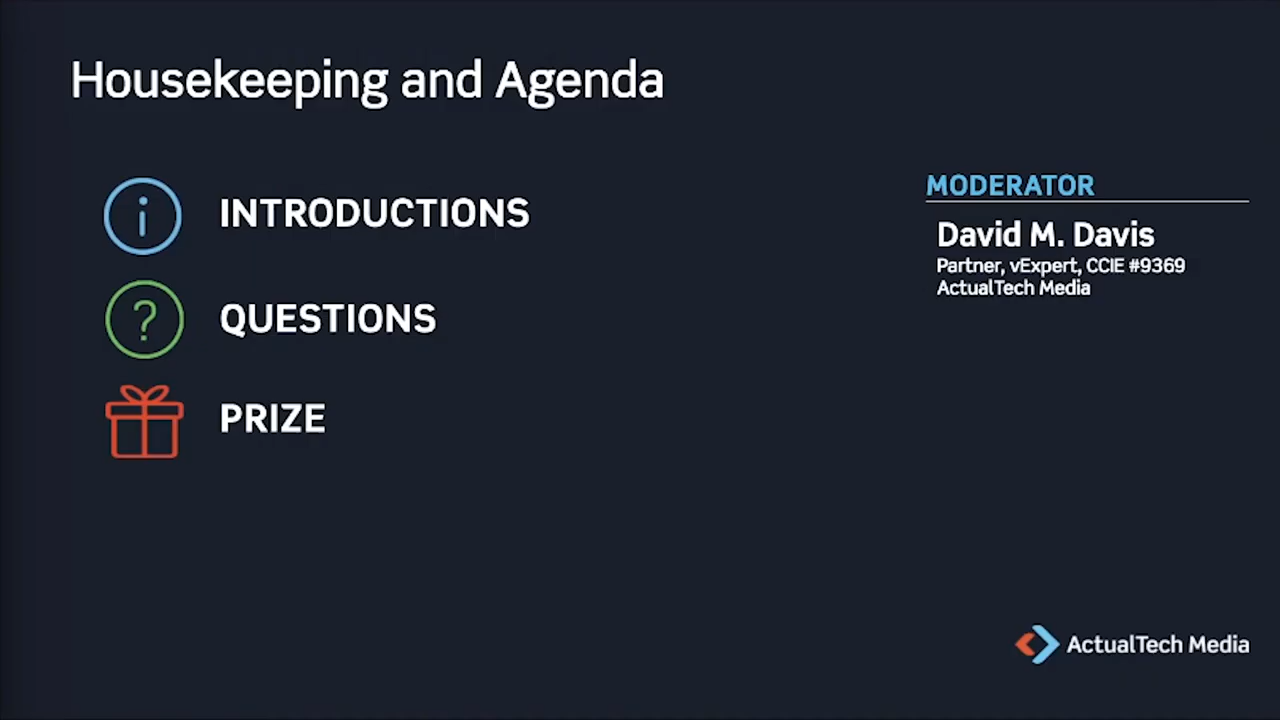 Housekeeping and Agenda
INTRODUCTIONS
QUESTIONS
PRIZE
MODERATOR
David M. Davis
Partner, vExpert, CCIE #9369
ActualTech Media
ActualTech Media